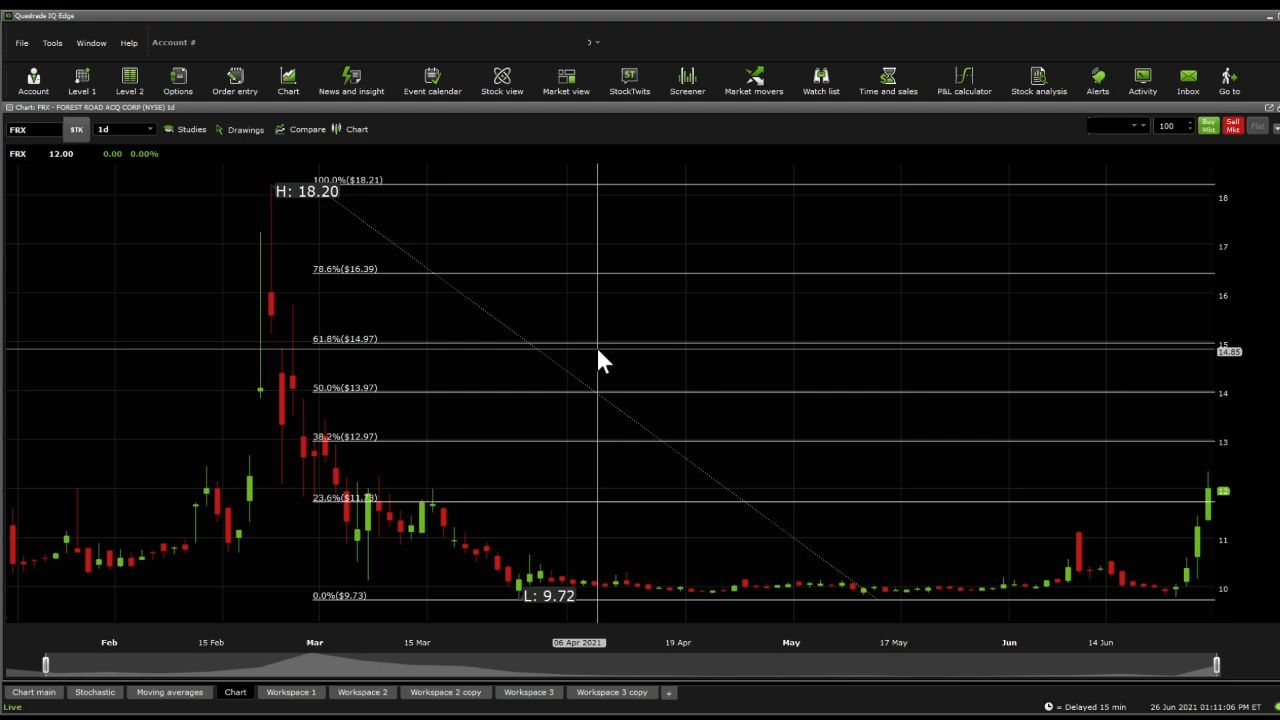 Questrade IQ Edge
File Tools Window Help Account #
Account Level 1 Level 2 Options Order entry Chart News and insight Event calendar Stock view Market view StockTwits Screener Market movers Watch list Time and sales P&L calculator Stock analysis Alerts Activity Inbox Go to
Chart: FRX - FOREST ROAD ACQ CORP (NYSE) 1d
FRX STK 1d Studies Drawings Compare Chart 100 Buy Mkt Sell Mkt Flat
FRX 12.00 0.00 0.00%
100.0%($18.21)
H: 18.20
18
17
78.6%($16.39)
16
61.8%($14.97)
15
14.85
50.0%($13.97)
14
38.2%($12.97)
13
12
23.6%($11.73)
11
10
0.0%($9.73)
L: 9.72
Feb 15 Feb Mar 15 Mar 06 Apr 2021 19 Apr May 17 May Jun 14 Jun
Chart main Stochastic Moving averages Chart Workspace 1 Workspace 2 Workspace 2 copy Workspace 3 Workspace 3 copy +
Live = Delayed 15 min 26 Jun 2021 01:11:06 PM ET